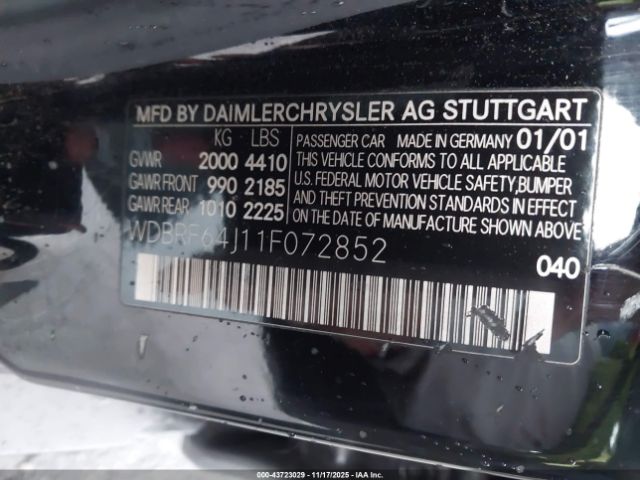 MFD BY DAIMLERCHRYSLER AG STUTTGART
KG LBS
GVWR 2000 4410
GAWR FRONT 990 2185
GAWR REAR 1010 2225
PASSENGER CAR MADE IN GERMANY 01/01
THIS VEHICLE CONFORMS TO ALL APPLICABLE
U.S. FEDERAL MOTOR VEHICLE SAFETY, BUMPER
AND THEFT PREVENTION STANDARDS
IN EFFECT ON THE DATE OF
MANUFACTURE SHOWN ABOVE
WDBRF64J11F072852
040
000-43723029 - 11/17/2025 - IAA Inc.